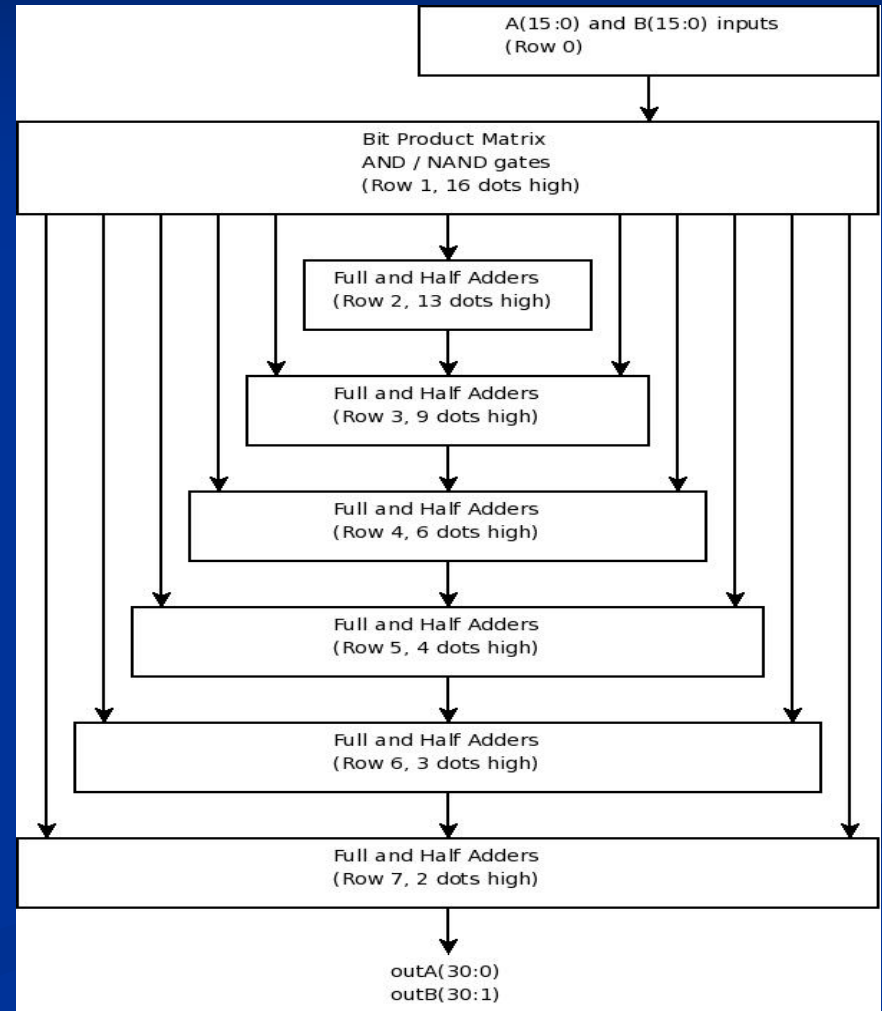 A(15:0) and B(15:0) inputs
(Row 0)
Bit Product Matrix
AND / NAND gates
(Row 1, 16 dots high)
Full and Half Adders
(Row 2, 13 dots high)
Full and Half Adders
(Row 3, 9 dots high)
Full and Half Adders
(Row 4, 6 dots high)
Full and Half Adders
(Row 5, 4 dots high)
Full and Half Adders
(Row 6, 3 dots high)
Full and Half Adders
(Row 7, 2 dots high)
outA(30:0)
outB(30:1)